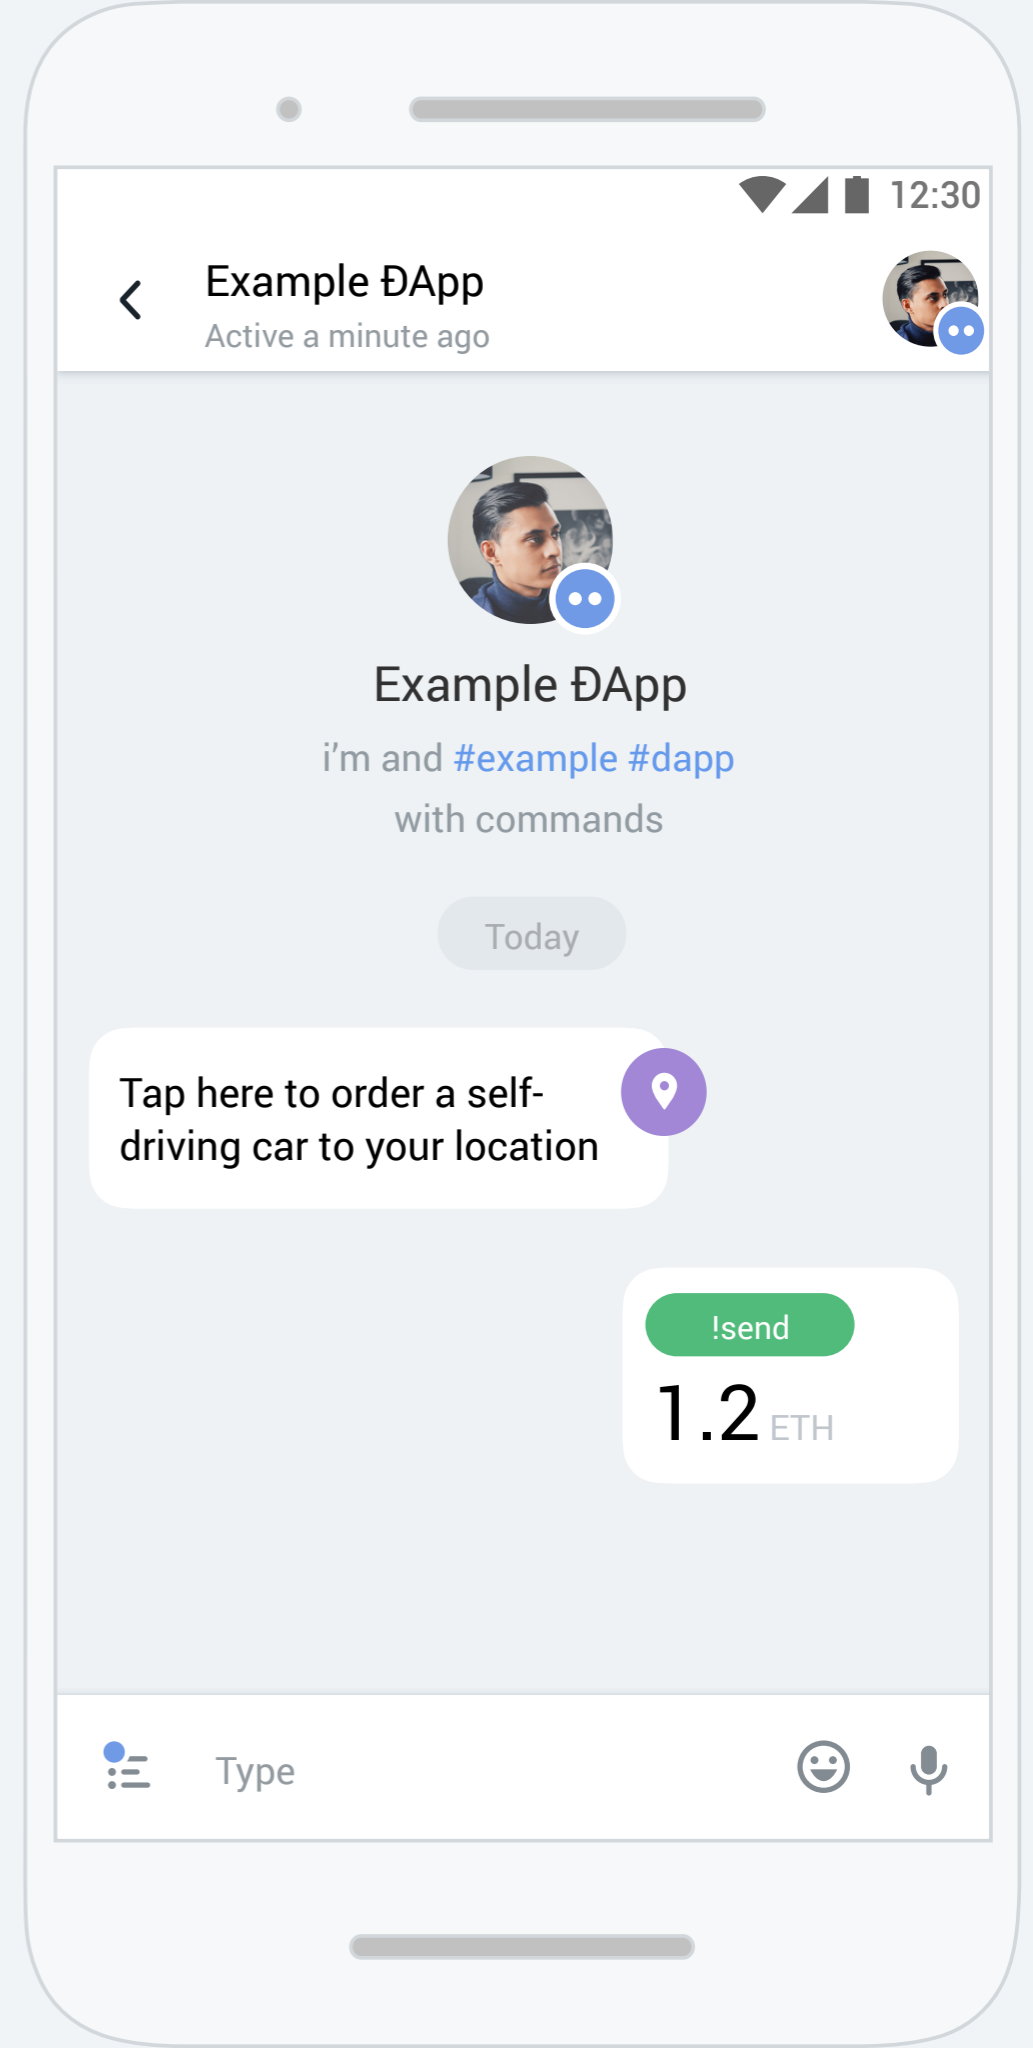 12:30
Example ĐApp
Active a minute ago
Example ĐApp
i’m and #example #dapp
with commands
Today
Tap here to order a self-
driving car to your location
!send
1.2 ETH
Type